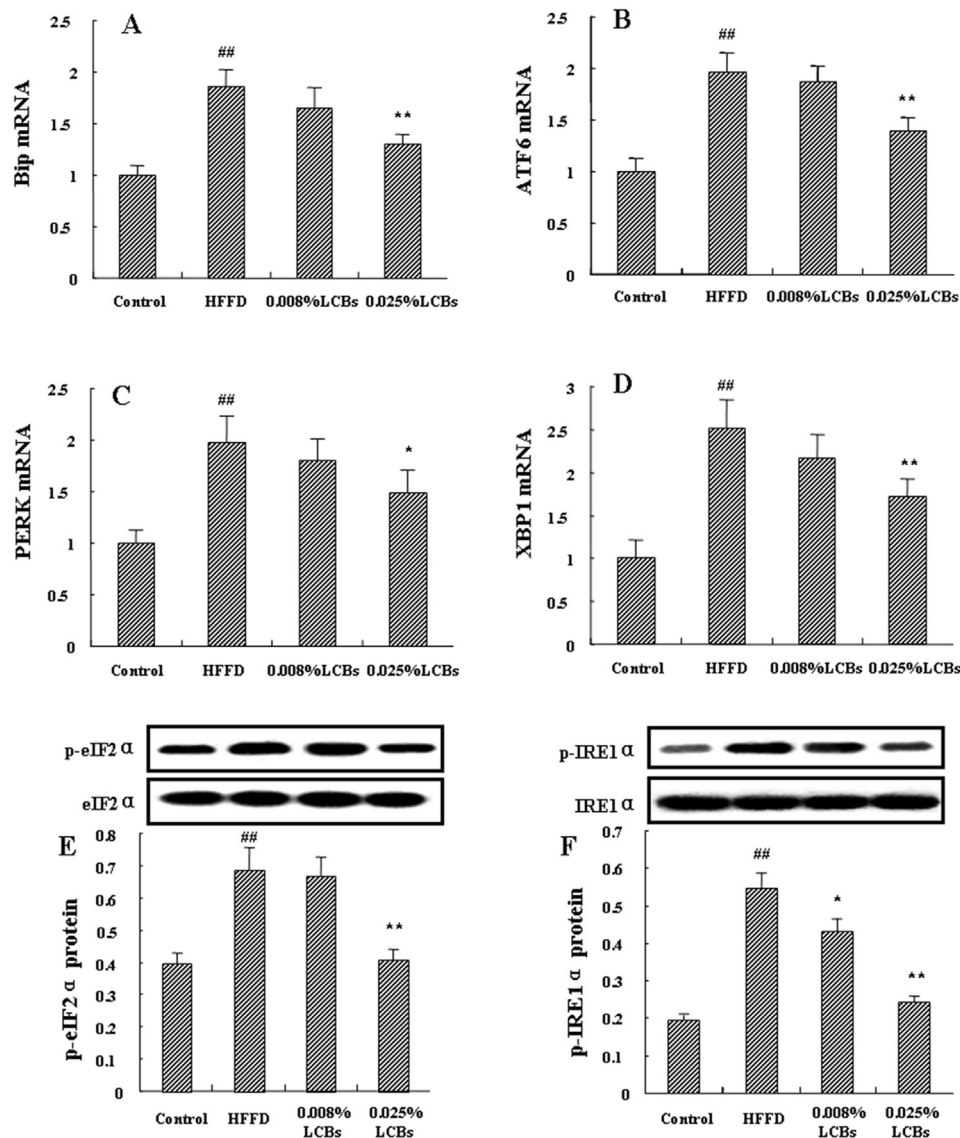 A
Bip mRNA
2.5
2
1.5
1
0.5
0
##
**
Control HFFD 0.008%LCBs 0.025%LCBs
B
ATF6 mRNA
2.5
2
1.5
1
0.5
0
##
**
Control HFFD 0.008%LCBs 0.025%LCBs
C
PERK mRNA
2.5
2
1.5
1
0.5
0
##
*
Control HFFD 0.008%LCBs 0.025%LCBs
D
XBP1 mRNA
3
2.5
2
1.5
1
0.5
0
##
**
Control HFFD 0.008%LCBs 0.025%LCBs
p-eIF2α
eIF2α
E
p-eIF2α protein
0.8
0.7
0.6
0.5
0.4
0.3
0.2
0.1
0
##
**
Control HFFD 0.008% 0.025%
LCBs LCBs
p-IRE1α
IRE1α
F
p-IRE1α protein
0.7
0.6
0.5
0.4
0.3
0.2
0.1
0
##
*
**
Control HFFD 0.008% 0.025%
LCBs LCBs